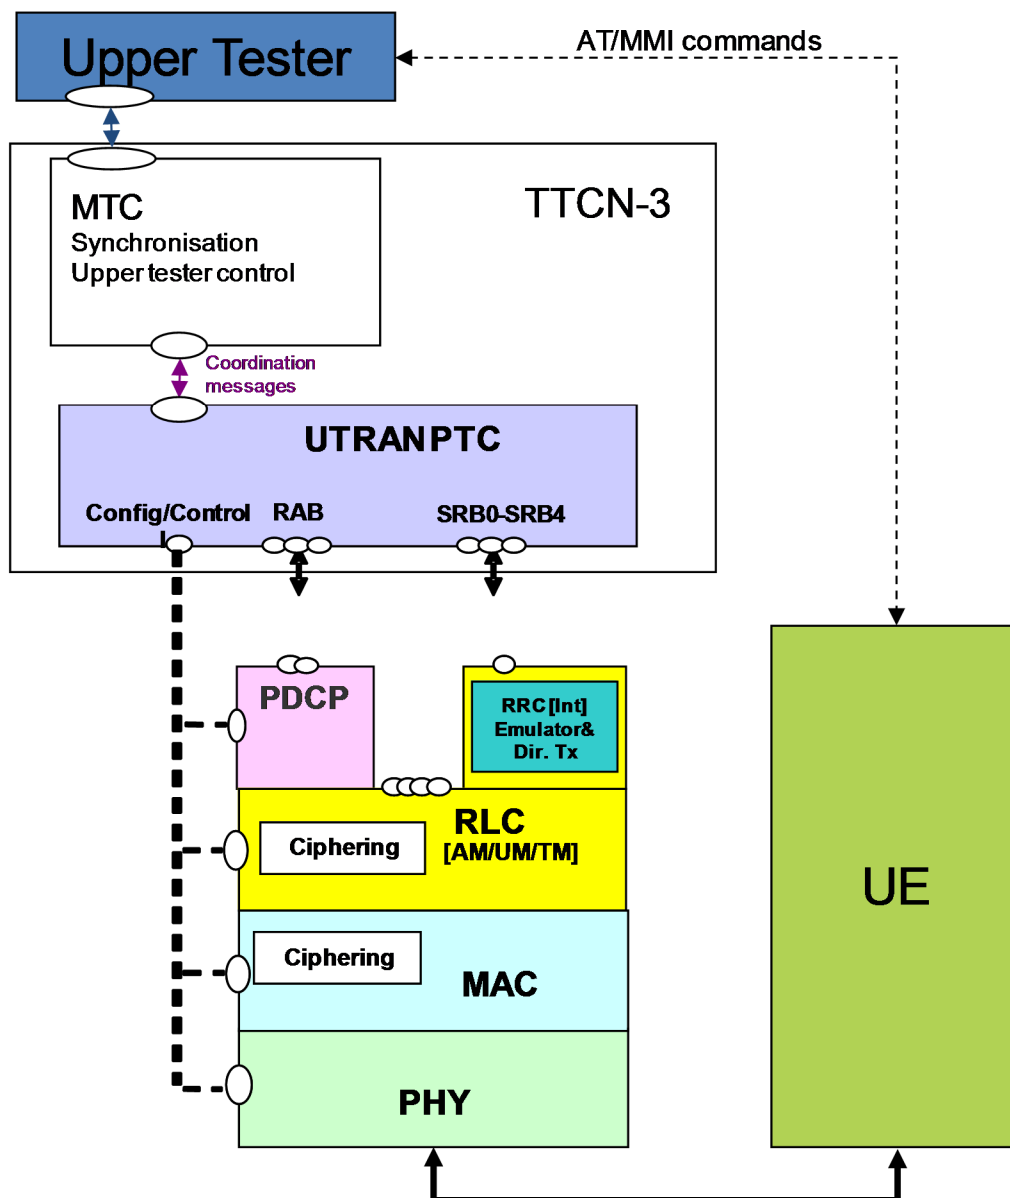 Upper Tester
AT/MMI commands
TTCN-3
MTC
Synchronisation
Upper tester control
Coordination
messages
UTRAN PTC
Config/Control
RAB
SRB0-SRB4
PDCP
RRC [Int]
Emulator&
Dir. Tx
RLC
[AM/UM/TM]
Ciphering
Ciphering
MAC
PHY
UE